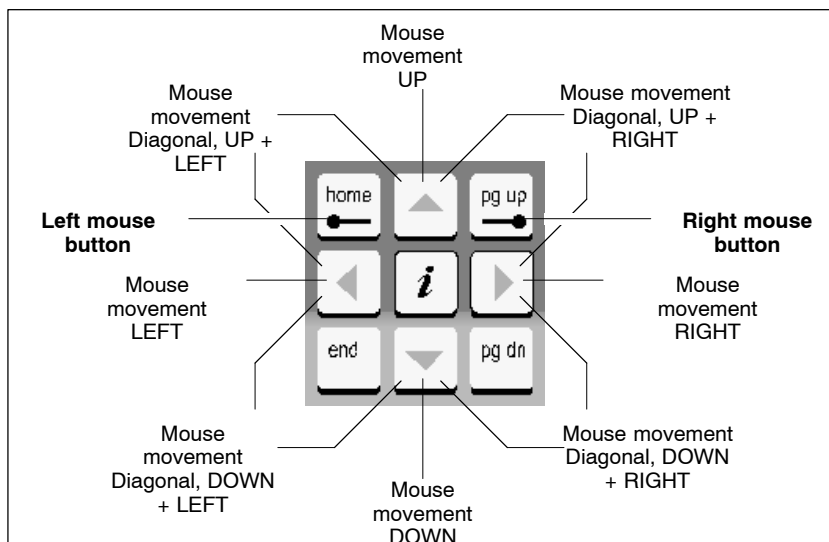 Mouse
movement
UP
Mouse
movement
Diagonal, UP +
LEFT
Mouse movement
Diagonal, UP +
RIGHT
home
pg up
Left mouse
button
Right mouse
button
Mouse
movement
LEFT
i
Mouse
movement
RIGHT
end
pg dn
Mouse
movement
Diagonal, DOWN
+ LEFT
Mouse movement
Diagonal, DOWN
+ RIGHT
Mouse
movement
DOWN